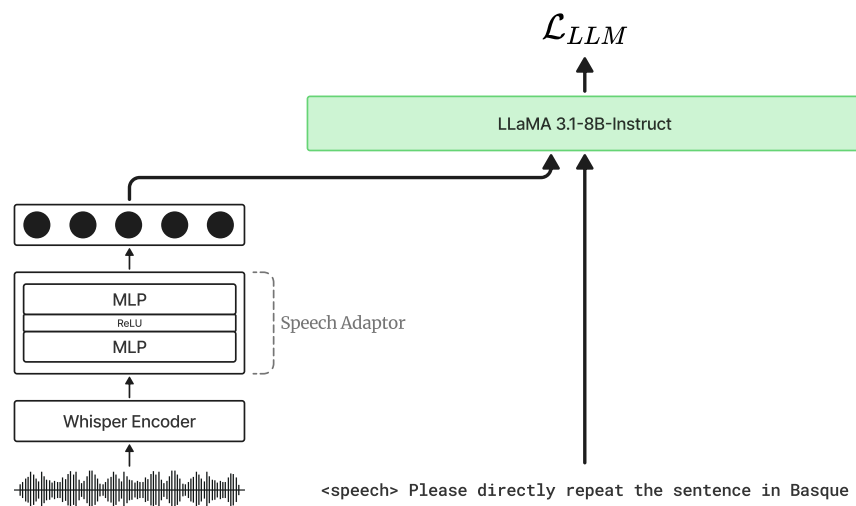 ℒ_LLM
LLaMA 3.1-8B-Instruct
MLP
ReLU
MLP
Speech Adaptor
Whisper Encoder
<speech> Please directly repeat the sentence in Basque